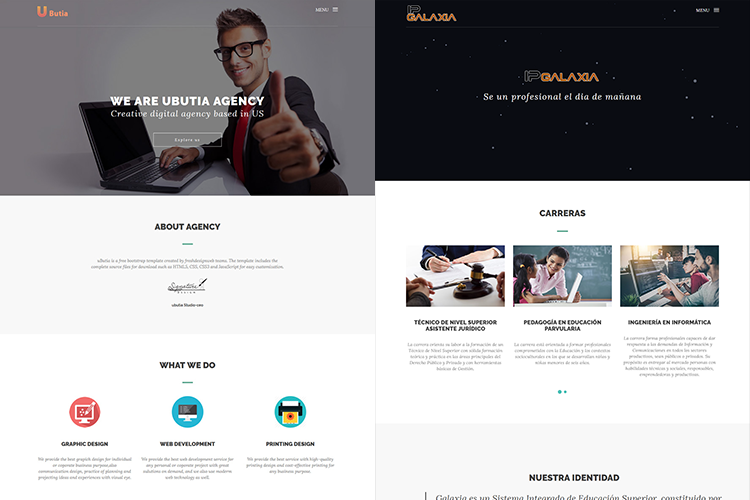 U Butia
MENU
WE ARE UBUTIA AGENCY
Creative digital agency based in US
Explore us
ABOUT AGENCY
uButia is a free bootstrap template created by freshdesignweb teams. The template includes the
complete source files for download such as HTML5, CSS, CSS3 and JavaScript for easy customization.
Signature
DESIGN
ubutia Studio ceo
WHAT WE DO
GRAPHIC DESIGN
We provide the best graphich design for individual
or coporate business purpose,also
communication design, practice of planning and
projecting ideas and experiences with visual eye.
WEB DEVELOPMENT
We provide the best web development service for
any personal or coporate project with great
solutions on demand, and we also use modern
web technology as well.
PRINTING DESIGN
We provide the best service with high-quality
printing design and cost effective printing for
any business purpose.
IP
GALAXIA
MENU
IPGALAXIA
Se un profesional el día de mañana
CARRERAS
TÉCNICO DE NIVEL SUPERIOR
ASISTENTE JURÍDICO
La carrera orienta su labor a la formación de un
Técnico de Nivel Superior con sólida formación
teórica y práctica en las áreas principales del
Derecho Público y Privado y con herramientas
básicas de Gestión.
PEDAGOGÍA EN EDUCACIÓN
PARVULARIA
La carrera está orientada a formar profesionales
comprometidos con la Educación y los contextos
socioculturales en los que se desarrollan niños y
niñas menores de seis años.
INGENIERÍA EN INFORMÁTICA
La carrera forma profesionales capaces de dar
respuesta a las demandas de Información y
Comunicaciones en todos los sectores
productivos, sean públicos o privados. Su
propósito es entregar al mercado personas con
habilidades técnicas y sociales, responsables,
emprendedoras y productivas.
NUESTRA IDENTIDAD
Galaxia es un Sistema Integrado de Educación Superior, constituido por